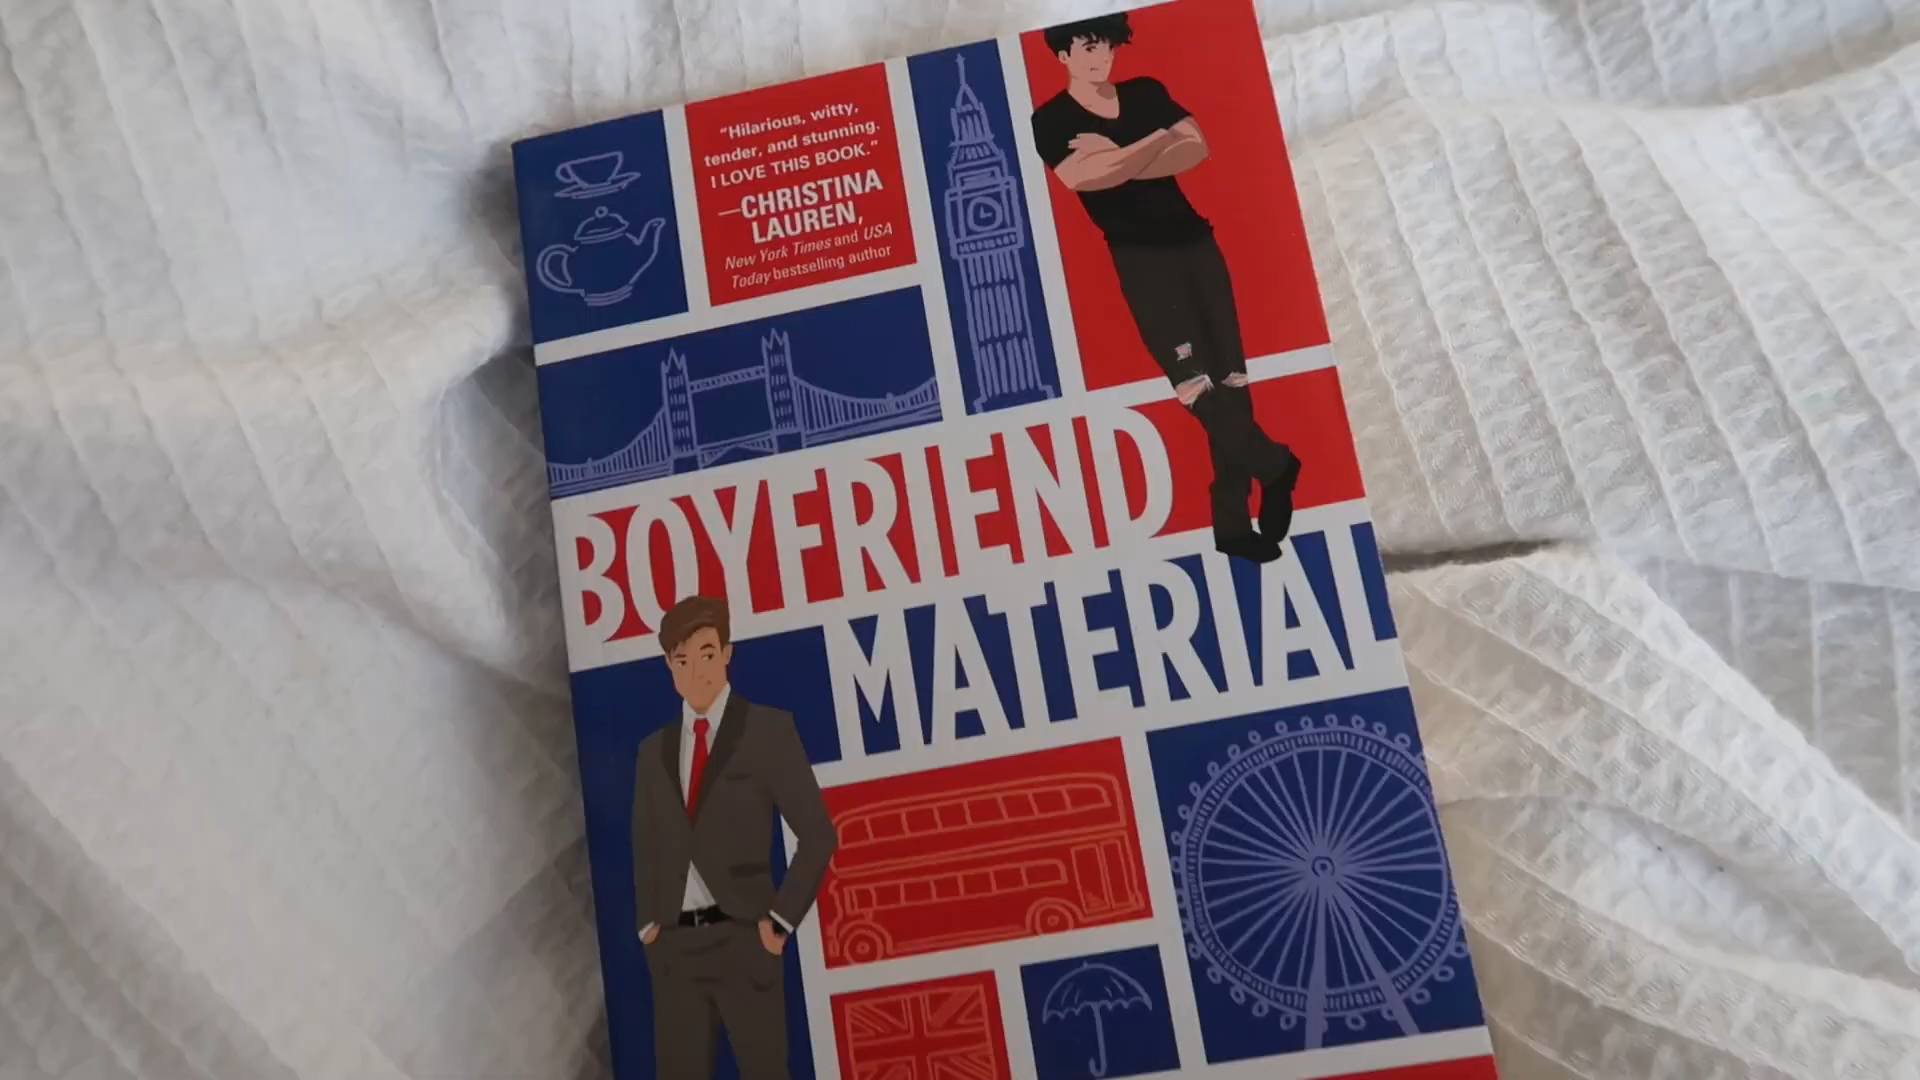 "Hilarious, witty,
tender, and stunning.
I LOVE THIS BOOK."
—CHRISTINA
LAUREN,
New York Times and USA
Today bestselling author
BOYFRIEND
MATERIAL